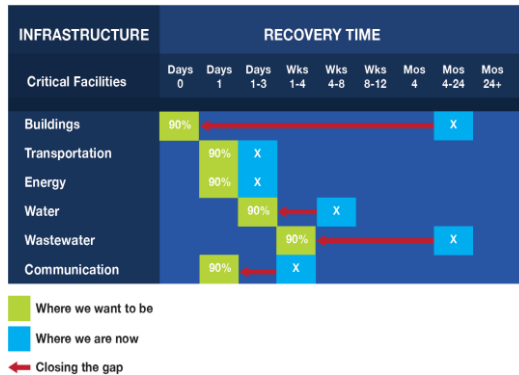 INFRASTRUCTURE RECOVERY TIME
Critical Facilities Days 0 Days 1 Days 1-3 Wks 1-4 Wks 4-8 Wks 8-12 Mos 4 Mos 4-24 Mos 24+
Buildings 90% X
Transportation 90% X
Energy 90% X
Water 90% X
Wastewater 90% X
Communication 90% X
Where we want to be
Where we are now
Closing the gap